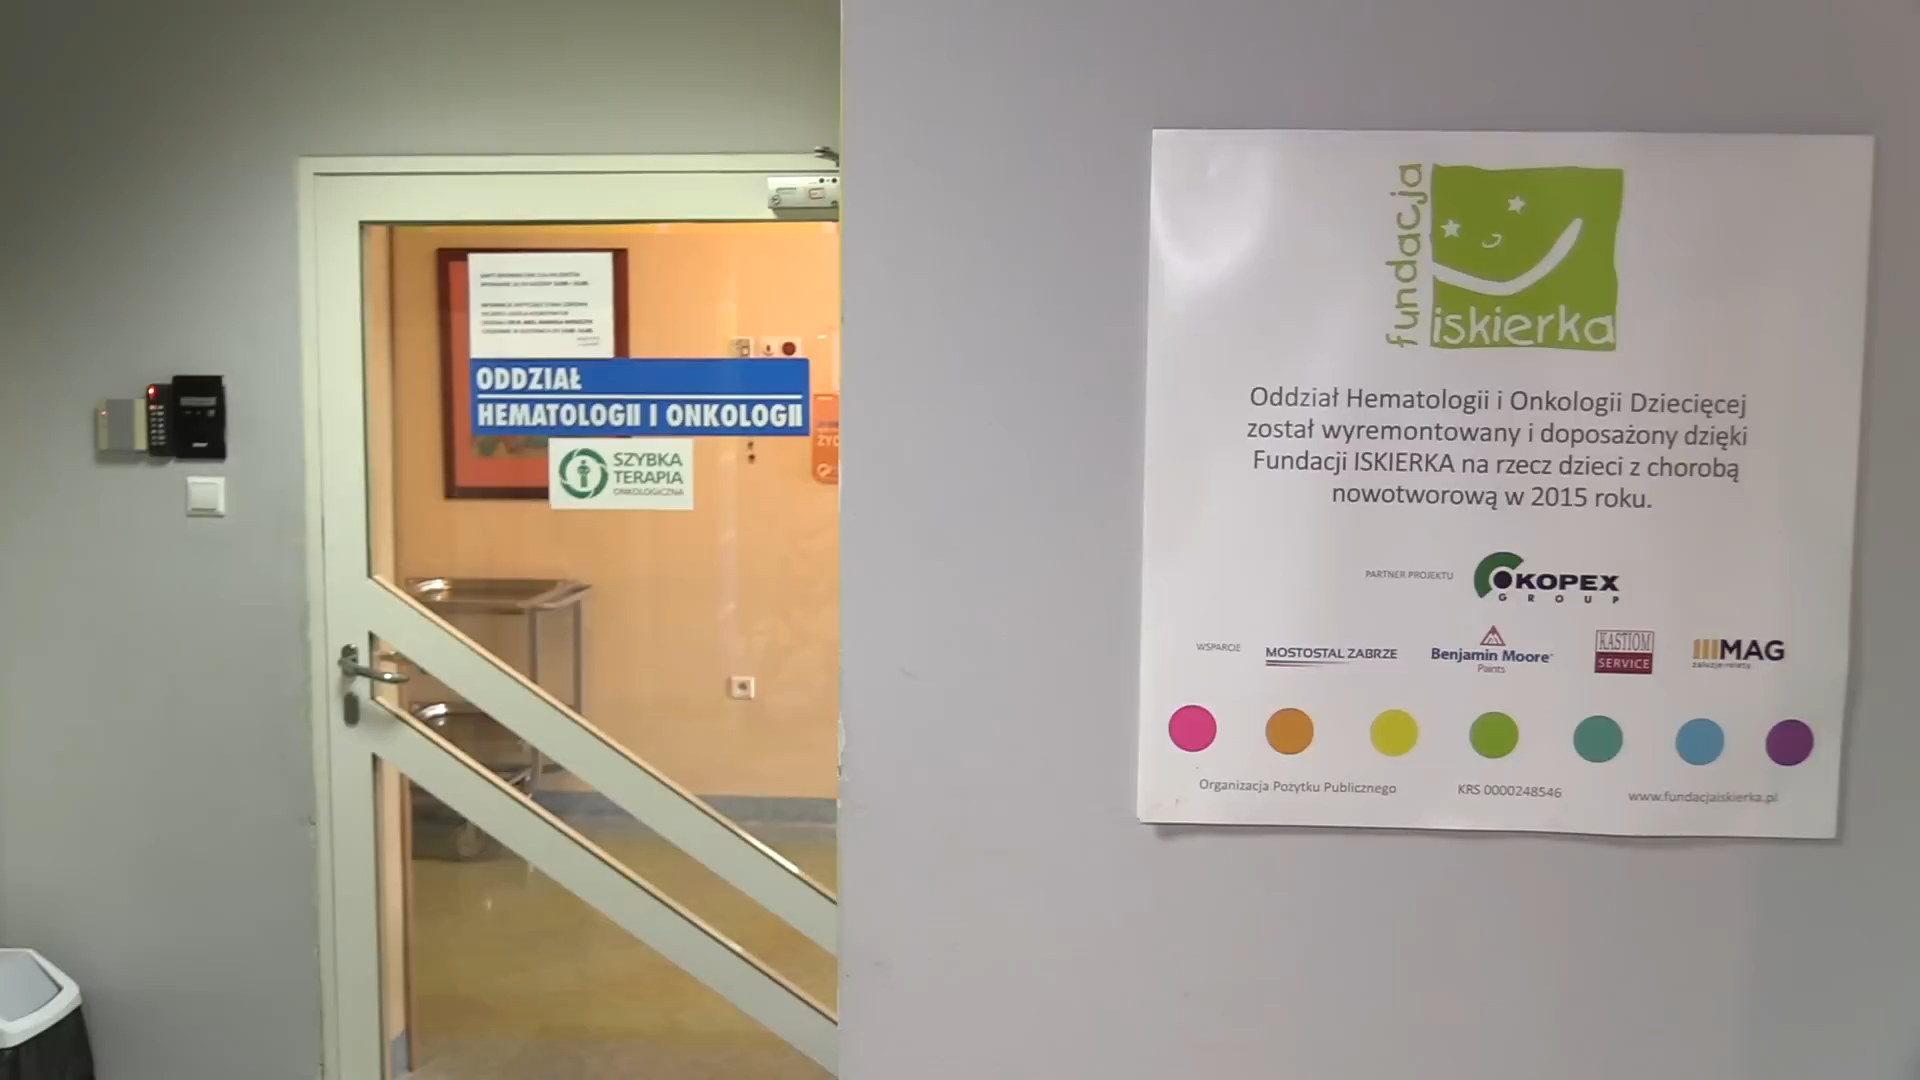 ODDZIAŁ
HEMATOLOGII I ONKOLOGII
SZYBKA
TERAPIA
ONKOLOGICZNA
fundacja
iskierka
Oddział Hematologii i Onkologii Dziecięcej
został wyremontowany i doposażony dzięki
Fundacji ISKIERKA na rzecz dzieci z chorobą
nowotworową w 2015 roku.
PARTNER PROJEKTU
KOPEX
GROUP
WSPARCIE
MOSTOSTAL ZABRZE
Benjamin Moore
Paints
KASTIOM
SERVICE
MAG
żaluzje-rolety
Organizacja Pożytku Publicznego
KRS 0000248546
www.fundacjaiskierka.pl